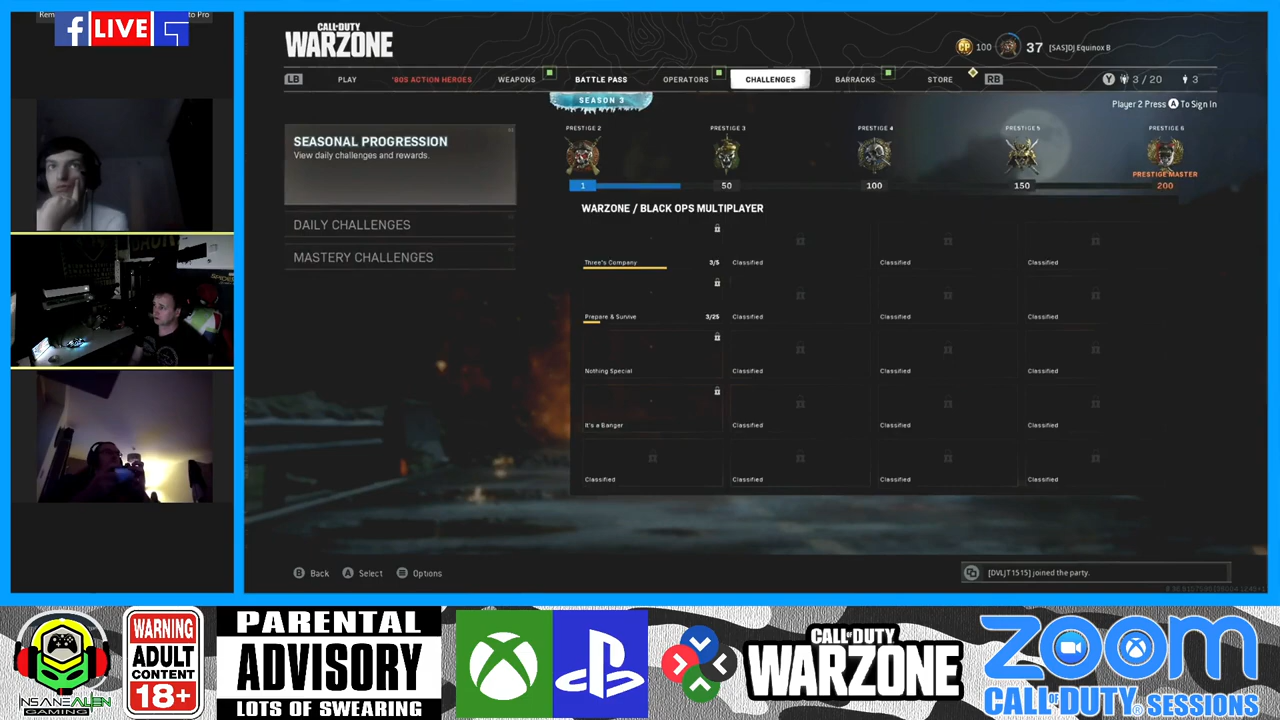 Rem
to Pro
f LIVE
CALL OF DUTY
WARZONE
CP 100
37 [SAS]DJ Equinox B
LB PLAY '80S ACTION HEROES WEAPONS BATTLE PASS OPERATORS CHALLENGES BARRACKS STORE RB Y 3 / 20 3
SEASON 3
Player 2 Press A To Sign In
SEASONAL PROGRESSION
View daily challenges and rewards.
DAILY CHALLENGES
MASTERY CHALLENGES
PRESTIGE 2 PRESTIGE 3 PRESTIGE 4 PRESTIGE 5 PRESTIGE 6
PRESTIGE MASTER
1 50 100 150 200
WARZONE / BLACK OPS MULTIPLAYER
Three's Company 3/5 Classified Classified Classified
Prepare & Survive 3/25 Classified Classified Classified
Nothing Special Classified Classified Classified
It's a Banger Classified Classified Classified
Classified Classified Classified Classified
B Back A Select Options
[DVLJT1515] joined the party.
INSANEALIEN
GAMING
WARNING
ADULT
CONTENT
18+
PARENTAL
ADVISORY
LOTS OF SWEARING
CALL OF DUTY
WARZONE
ZOOM
CALL OF DUTY® SESSIONS